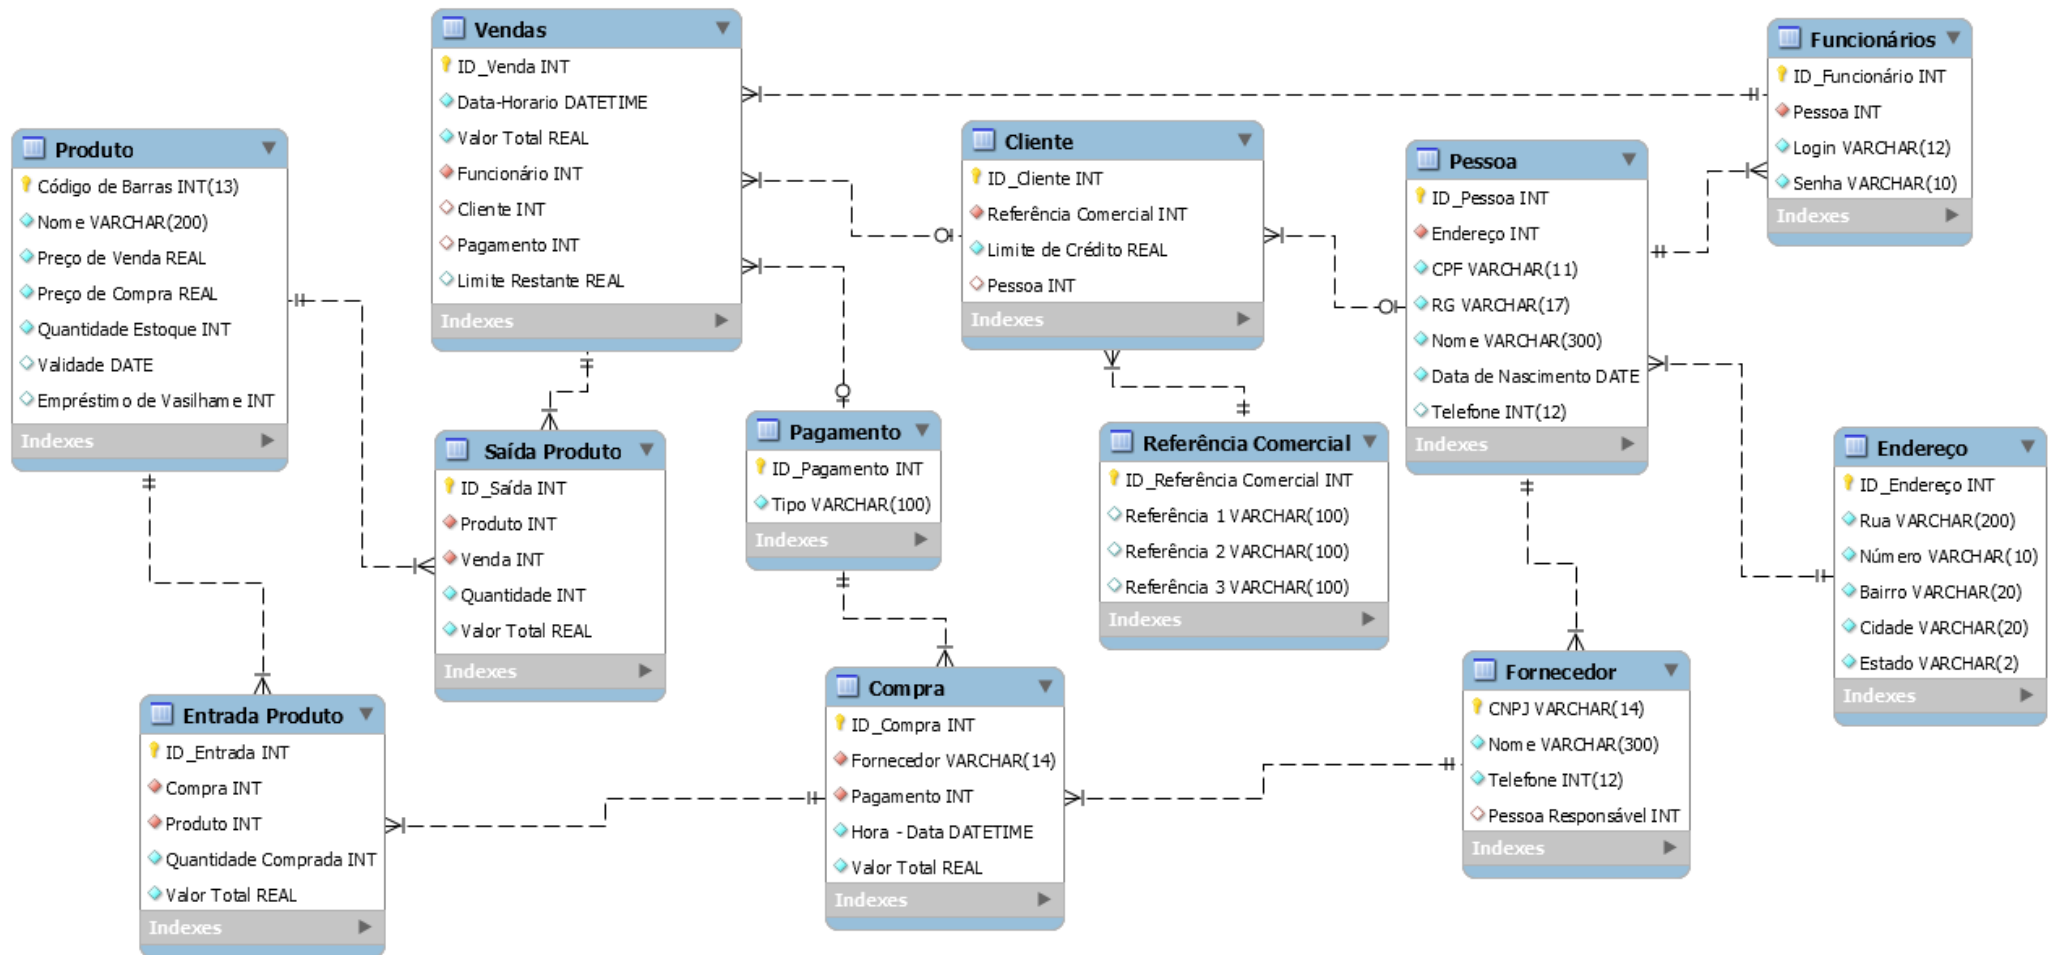 Vendas
ID_Venda INT
Data-Horario DATETIME
Valor Total REAL
Funcionário INT
Cliente INT
Pagamento INT
Limite Restante REAL
Indexes
Funcionários
ID_Funcionário INT
Pessoa INT
Login VARCHAR(12)
Senha VARCHAR(10)
Indexes
Produto
Código de Barras INT(13)
Nome VARCHAR(200)
Preço de Venda REAL
Preço de Compra REAL
Quantidade Estoque INT
Validade DATE
Empréstimo de Vasilhame INT
Indexes
Cliente
ID_Cliente INT
Referência Comercial INT
Limite de Crédito REAL
Pessoa INT
Indexes
Pessoa
ID_Pessoa INT
Endereço INT
CPF VARCHAR(11)
RG VARCHAR(17)
Nome VARCHAR(300)
Data de Nascimento DATE
Telefone INT(12)
Indexes
Saída Produto
ID_Saída INT
Produto INT
Venda INT
Quantidade INT
Valor Total REAL
Indexes
Pagamento
ID_Pagamento INT
Tipo VARCHAR(100)
Indexes
Referência Comercial
ID_Referência Comercial INT
Referência 1 VARCHAR(100)
Referência 2 VARCHAR(100)
Referência 3 VARCHAR(100)
Indexes
Endereço
ID_Endereço INT
Rua VARCHAR(200)
Número VARCHAR(10)
Bairro VARCHAR(20)
Cidade VARCHAR(20)
Estado VARCHAR(2)
Indexes
Entrada Produto
ID_Entrada INT
Compra INT
Produto INT
Quantidade Comprada INT
Valor Total REAL
Indexes
Compra
ID_Compra INT
Fornecedor VARCHAR(14)
Pagamento INT
Hora - Data DATETIME
Valor Total REAL
Indexes
Fornecedor
CNPJ VARCHAR(14)
Nome VARCHAR(300)
Telefone INT(12)
Pessoa Responsável INT
Indexes